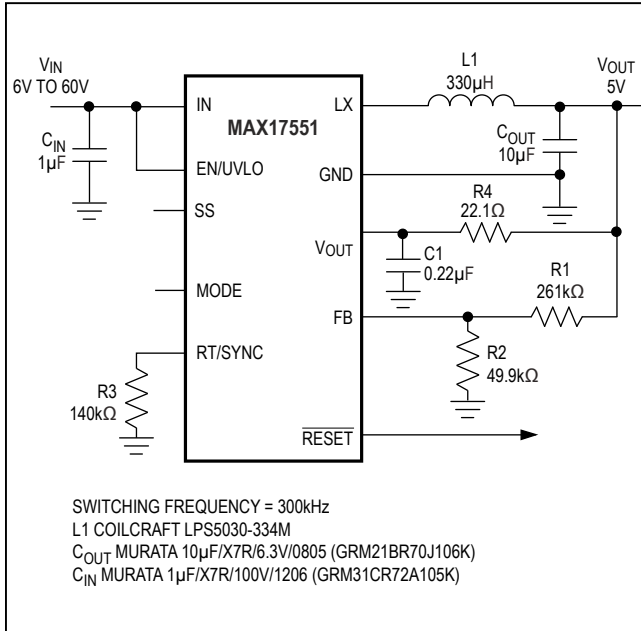 VIN
6V TO 60V
CIN
1µF
IN
EN/UVLO
SS
MODE
RT/SYNC
R3
140kΩ
MAX17551
LX
GND
VOUT
FB
RESET
L1
330µH
COUT
10µF
VOUT
5V
R4
22.1Ω
C1
0.22µF
R1
261kΩ
R2
49.9kΩ
SWITCHING FREQUENCY = 300kHz
L1 COILCRAFT LPS5030-334M
COUT MURATA 10µF/X7R/6.3V/0805 (GRM21BR70J106K)
CIN MURATA 1µF/X7R/100V/1206 (GRM31CR72A105K)